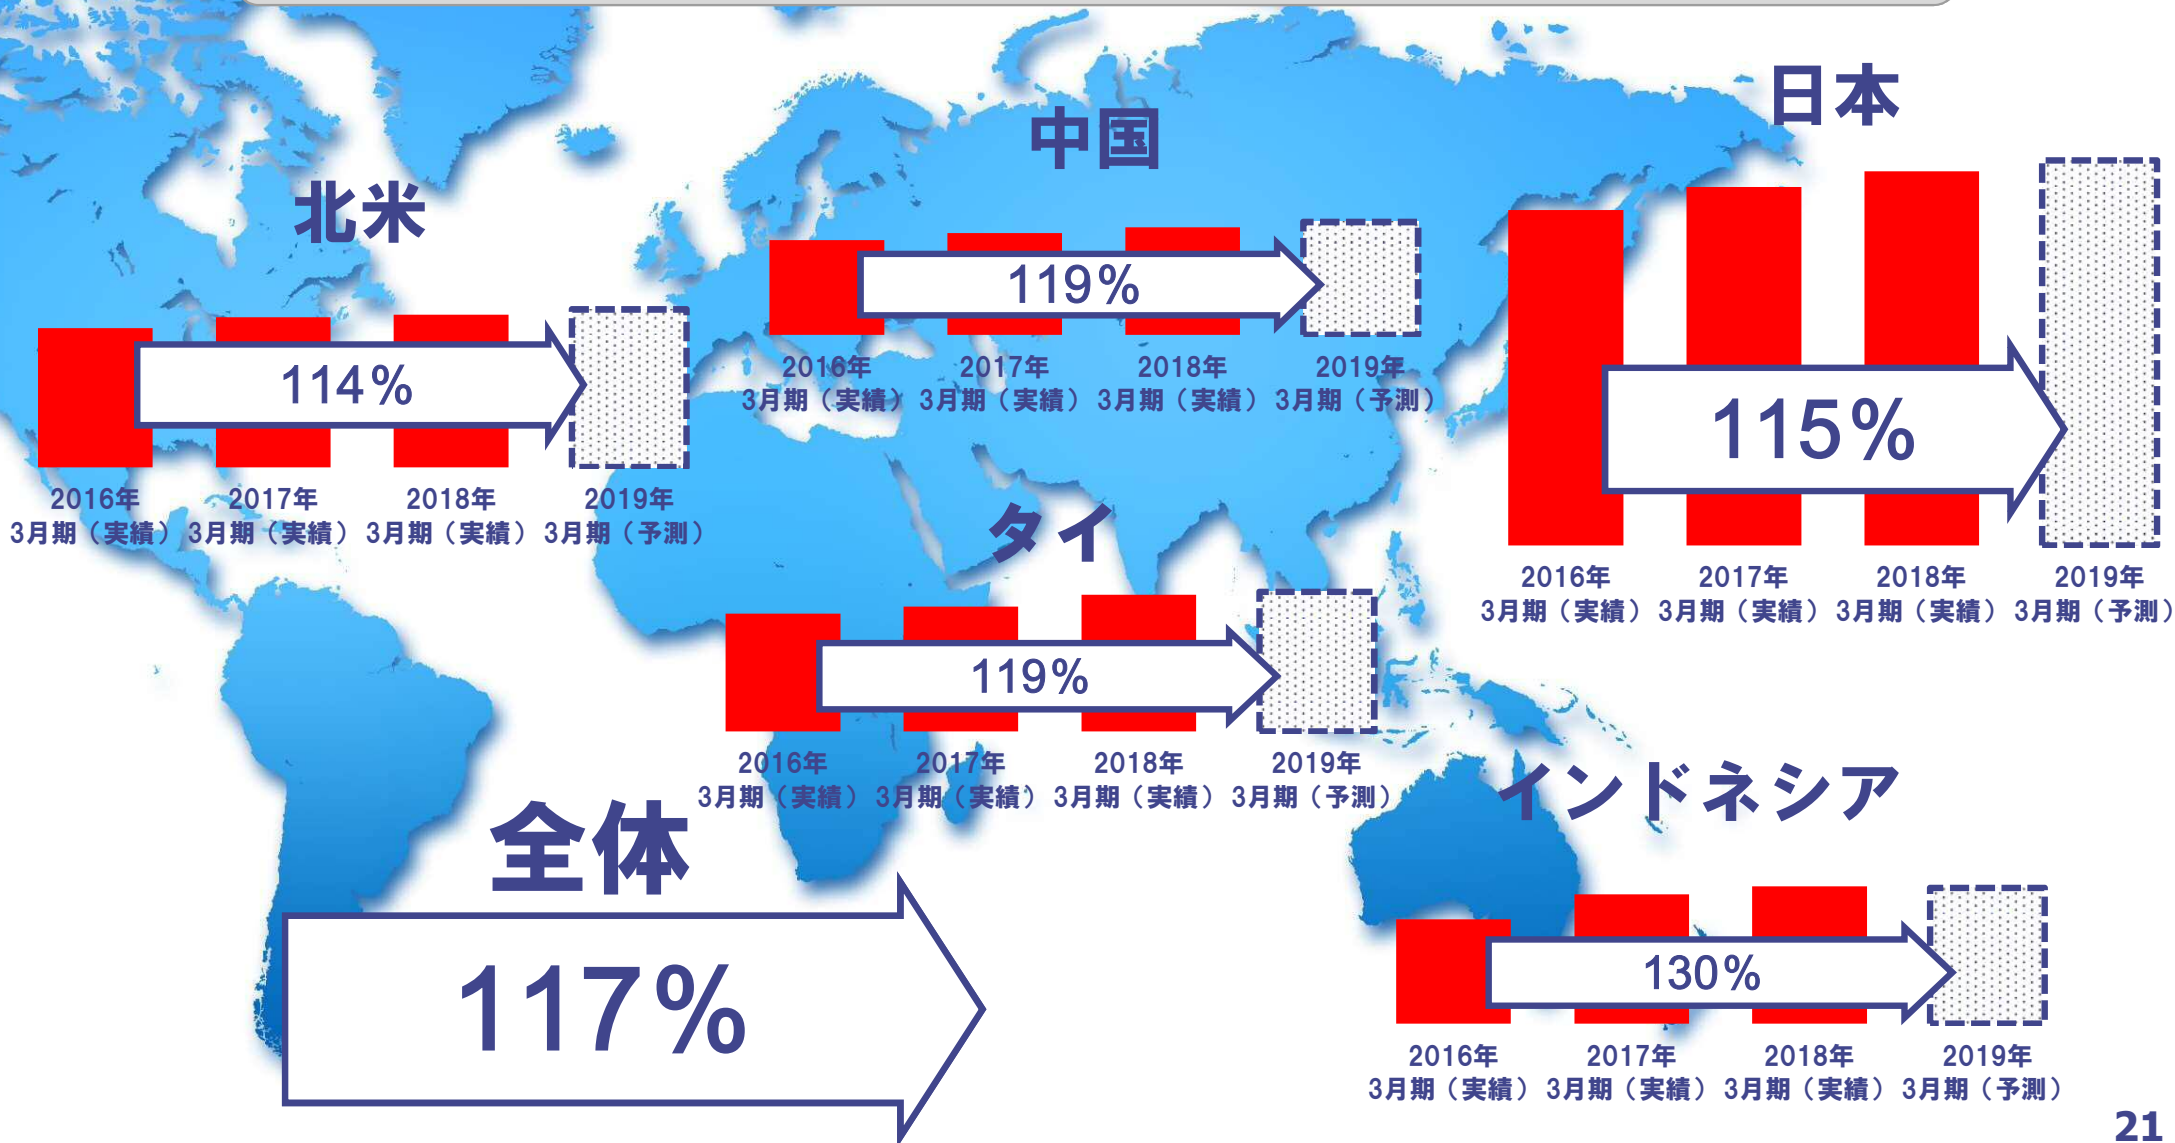 日本
中国
北米
119%
2016年 2017年 2018年 2019年
3月期（実績） 3月期（実績） 3月期（実績） 3月期（予測）
114%
2016年 2017年 2018年 2019年
3月期（実績） 3月期（実績） 3月期（実績） 3月期（予測）
115%
2016年 2017年 2018年 2019年
3月期（実績） 3月期（実績） 3月期（実績） 3月期（予測）
タイ
119%
2016年 2017年 2018年 2019年
3月期（実績） 3月期（実績） 3月期（実績） 3月期（予測）
インドネシア
130%
2016年 2017年 2018年 2019年
3月期（実績） 3月期（実績） 3月期（実績） 3月期（予測）
全体
117%
21